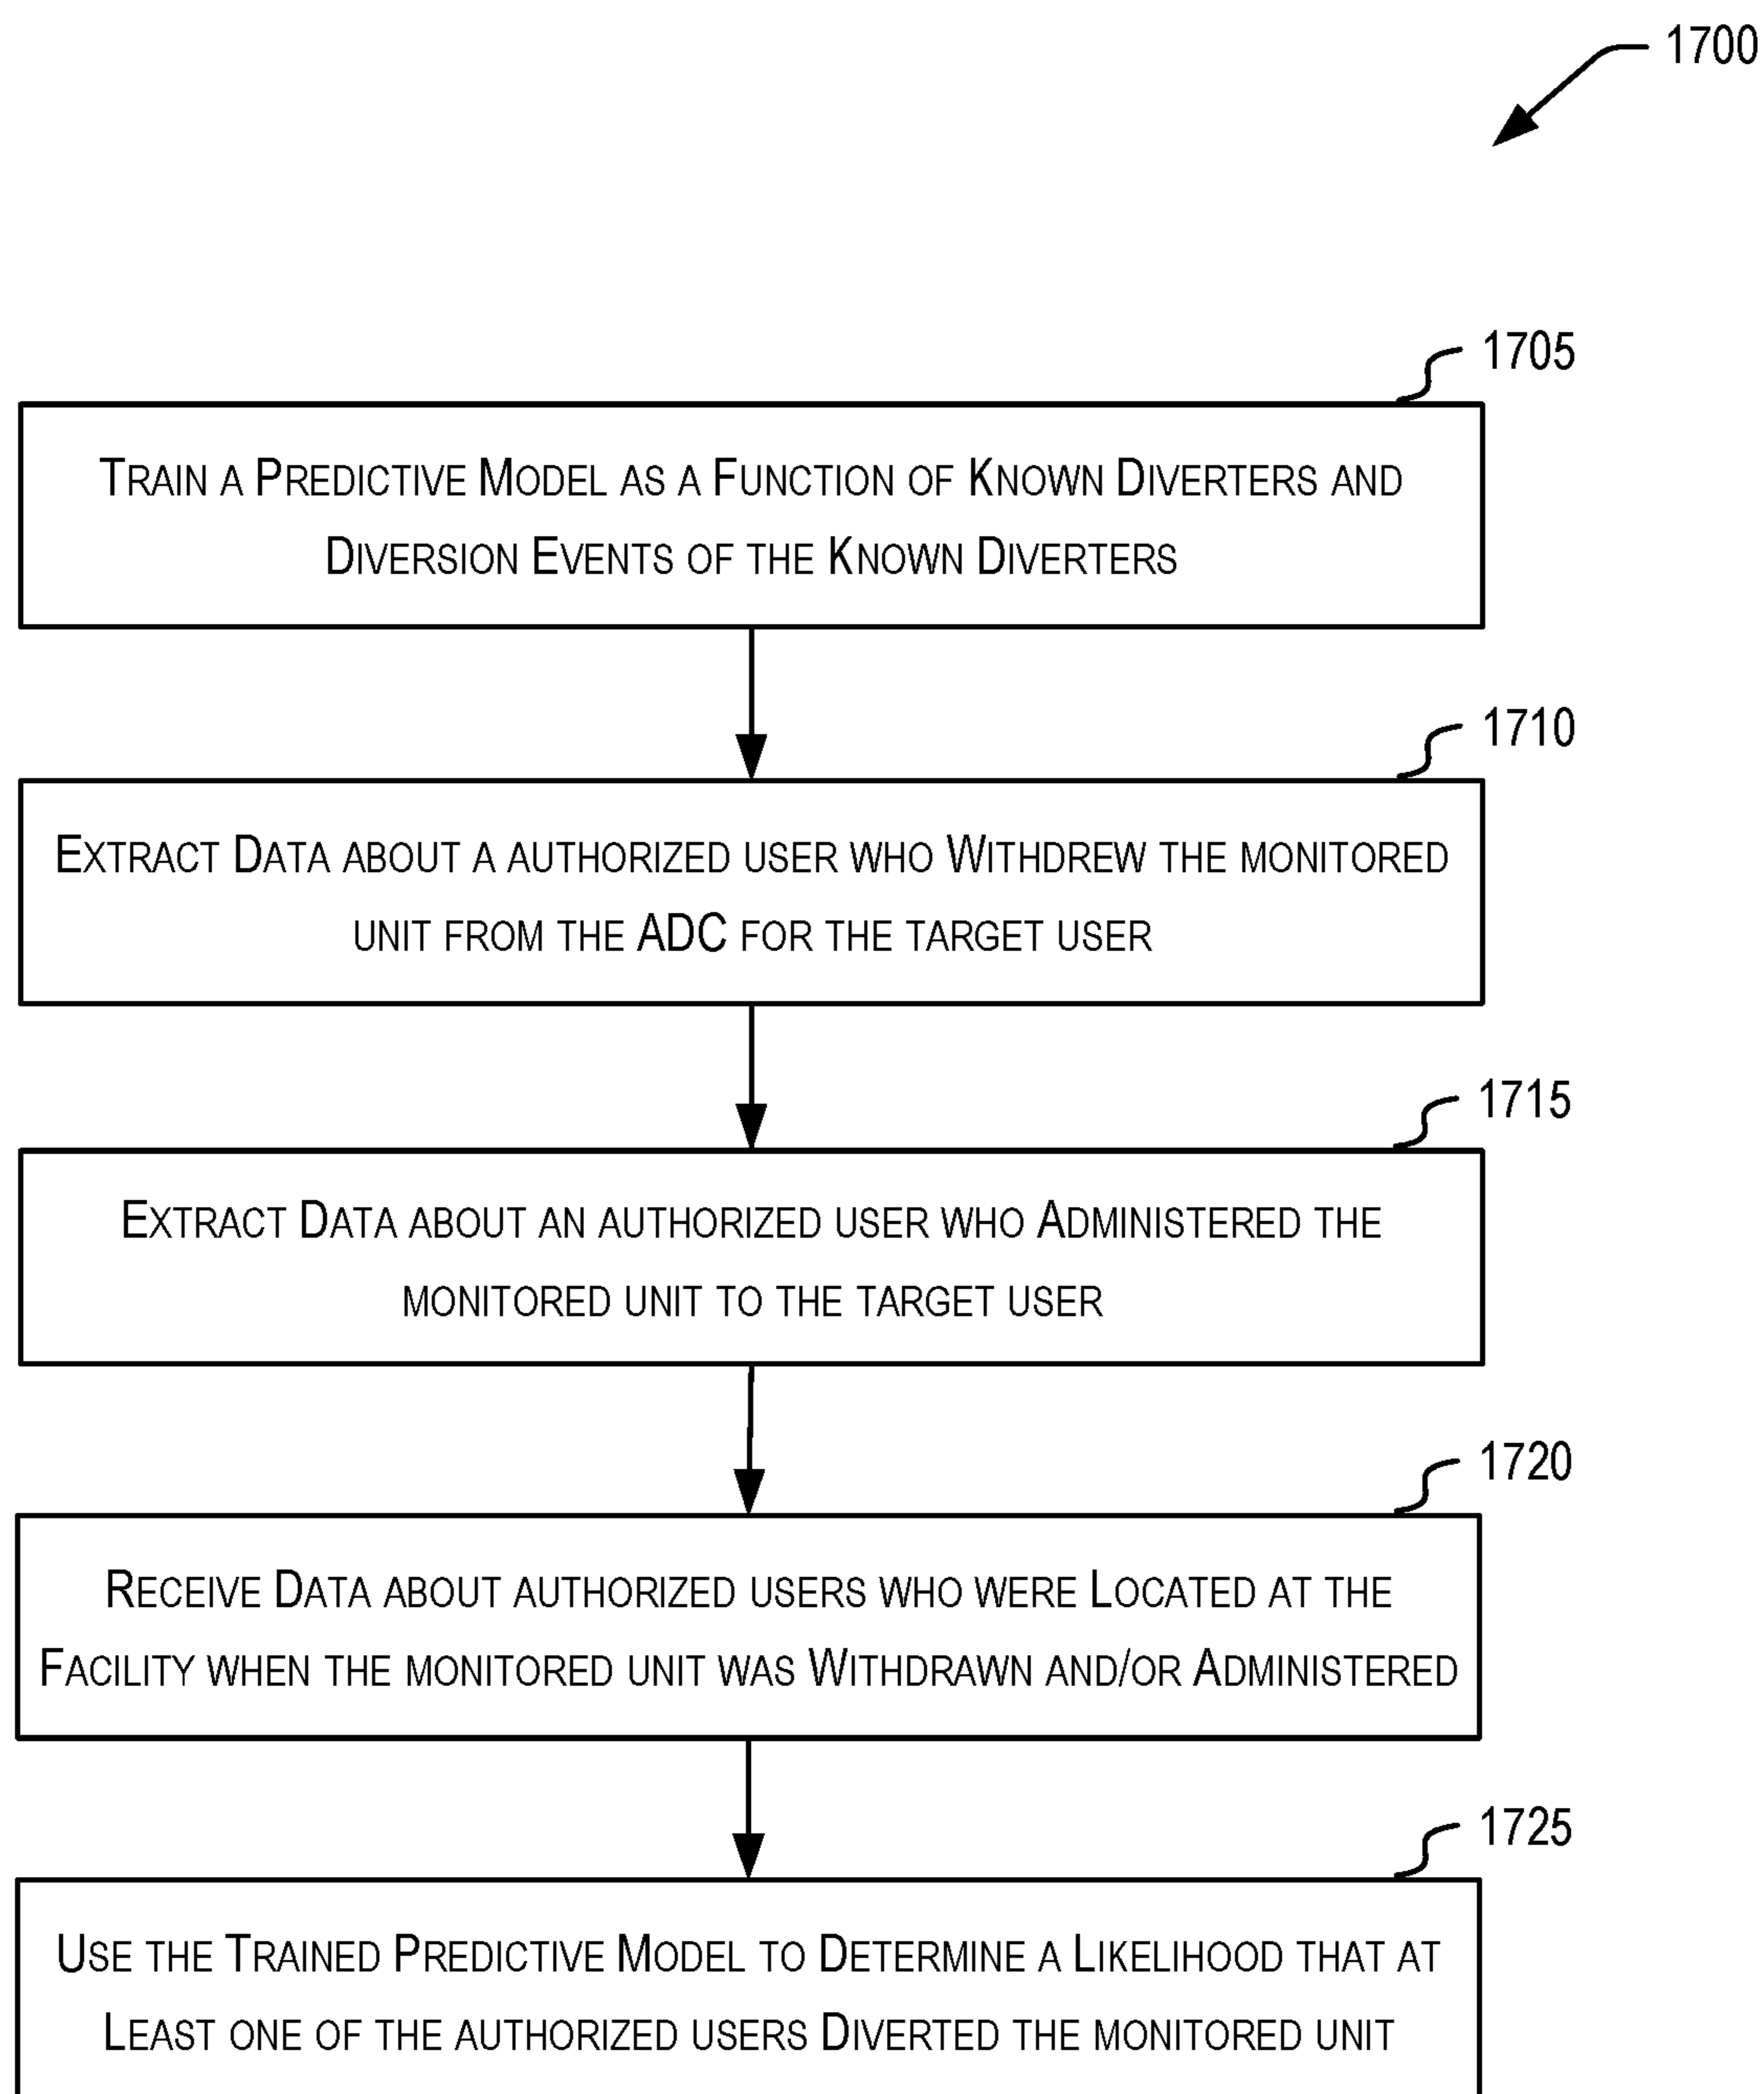 1700
1705
TRAIN A PREDICTIVE MODEL AS A FUNCTION OF KNOWN DIVERTERS AND
DIVERSION EVENTS OF THE KNOWN DIVERTERS
1710
EXTRACT DATA ABOUT A AUTHORIZED USER WHO WITHDREW THE MONITORED
UNIT FROM THE ADC FOR THE TARGET USER
1715
EXTRACT DATA ABOUT AN AUTHORIZED USER WHO ADMINISTERED THE
MONITORED UNIT TO THE TARGET USER
1720
RECEIVE DATA ABOUT AUTHORIZED USERS WHO WERE LOCATED AT THE
FACILITY WHEN THE MONITORED UNIT WAS WITHDRAWN AND/OR ADMINISTERED
1725
USE THE TRAINED PREDICTIVE MODEL TO DETERMINE A LIKELIHOOD THAT AT
LEAST ONE OF THE AUTHORIZED USERS DIVERTED THE MONITORED UNIT